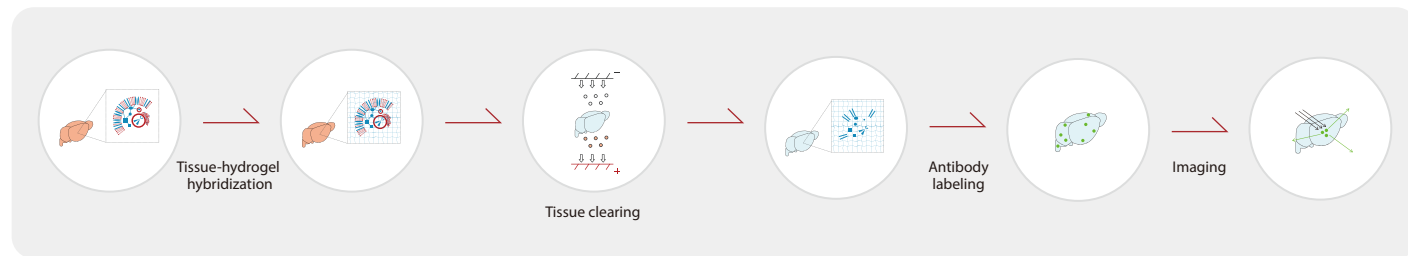 Tissue-hydrogel
hybridization
−
+
Tissue clearing
Antibody
labeling
Imaging